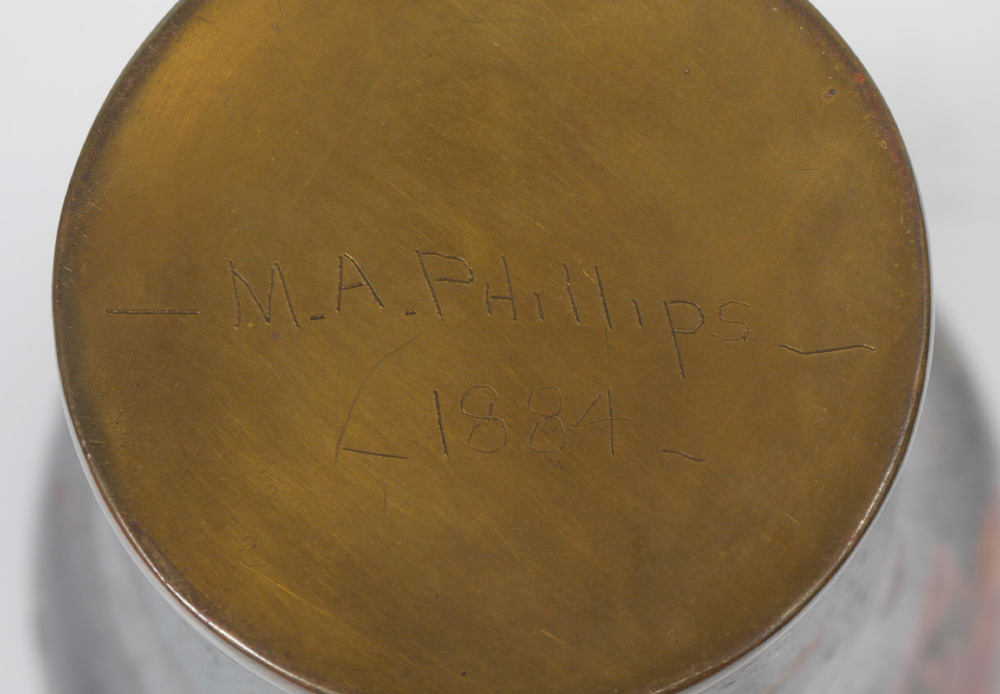 — M.A. Phillips —
— 1884 —